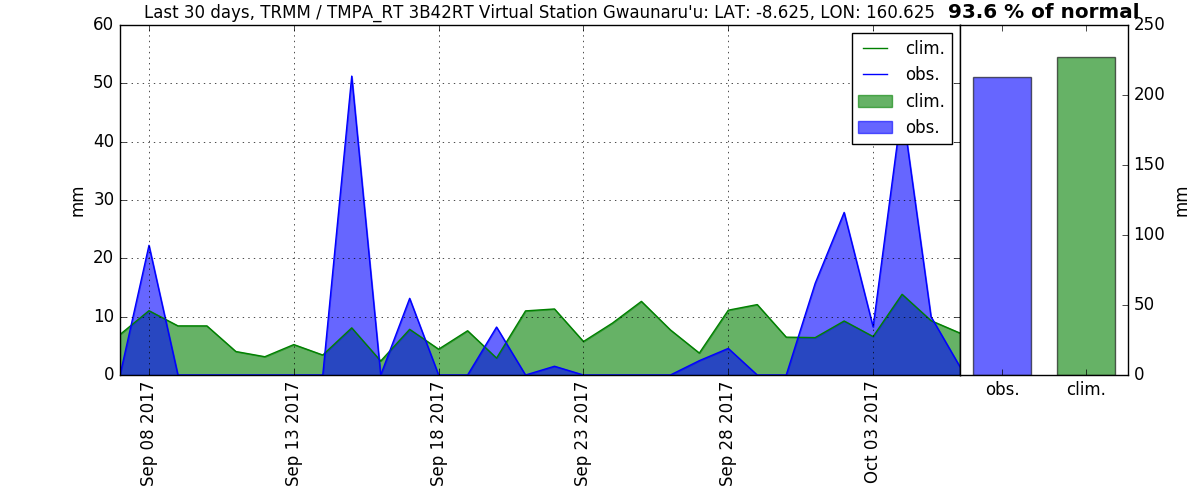 Last 30 days, TRMM / TMPA_RT 3B42RT Virtual Station Gwaunaru'u: LAT: -8.625, LON: 160.625
93.6 % of normal
60
50
40
30
20
10
0
mm
clim.
obs.
clim.
obs.
Sep 08 2017
Sep 13 2017
Sep 18 2017
Sep 23 2017
Sep 28 2017
Oct 03 2017
250
200
150
100
50
0
mm
obs.
clim.